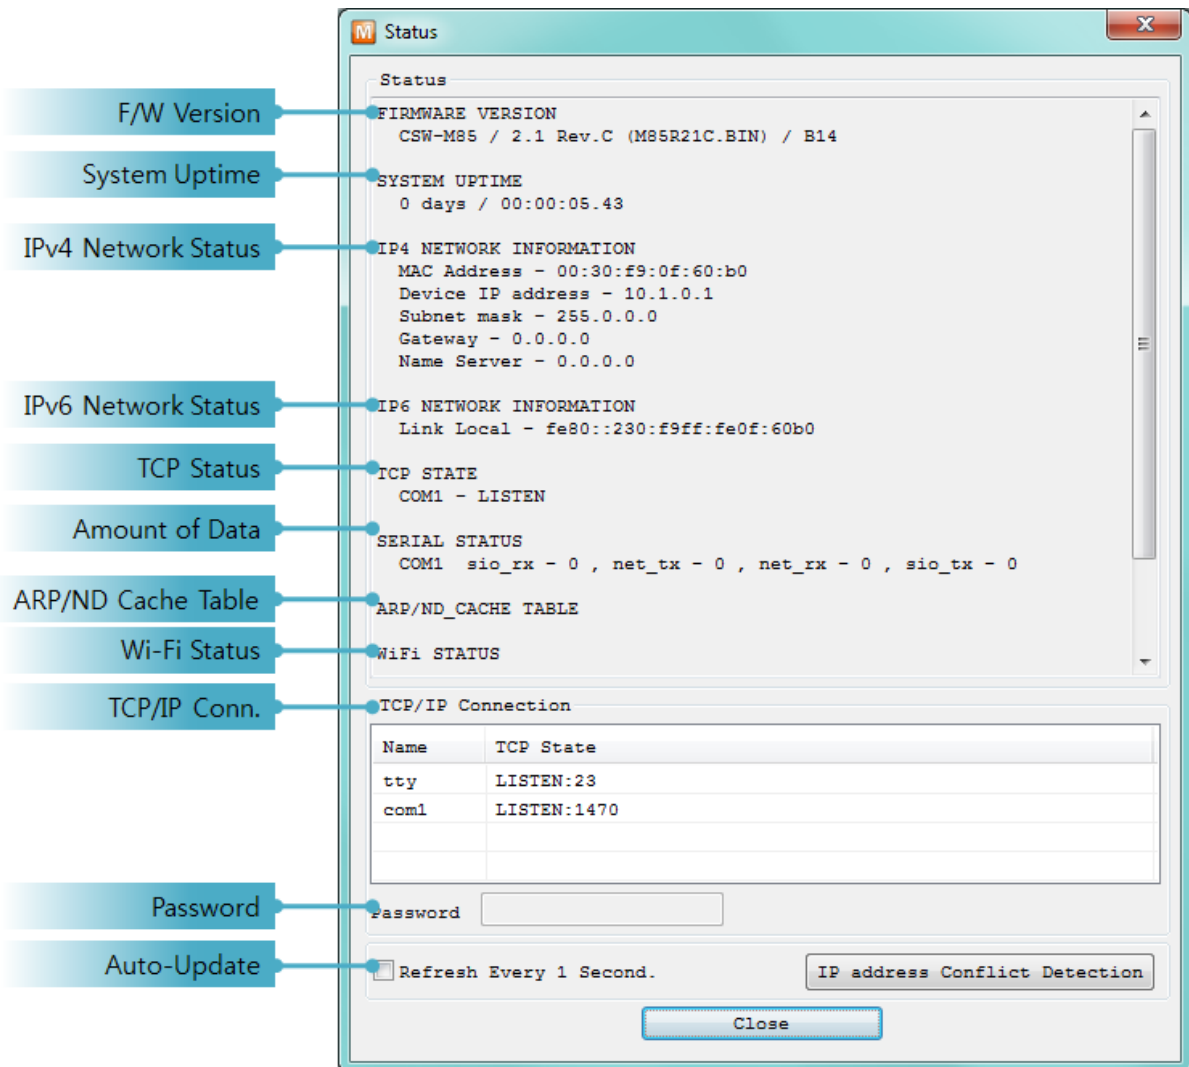 M Status
Status
F/W Version
FIRMWARE VERSION
CSW-M85 / 2.1 Rev.C (M85R21C.BIN) / B14
System Uptime
SYSTEM UPTIME
0 days / 00:00:05.43
IPv4 Network Status
IP4 NETWORK INFORMATION
MAC Address - 00:30:f9:0f:60:b0
Device IP address - 10.1.0.1
Subnet mask - 255.0.0.0
Gateway - 0.0.0.0
Name Server - 0.0.0.0
IPv6 Network Status
IP6 NETWORK INFORMATION
Link Local - fe80::230:f9ff:fe0f:60b0
TCP Status
TCP STATE
COM1 - LISTEN
Amount of Data
SERIAL STATUS
COM1 sio_rx - 0 , net_tx - 0 , net_rx - 0 , sio_tx - 0
ARP/ND Cache Table
ARP/ND_CACHE TABLE
Wi-Fi Status
WiFi STATUS
TCP/IP Conn.
TCP/IP Connection
Name TCP State
tty LISTEN:23
com1 LISTEN:1470
Password
Password
Auto-Update
Refresh Every 1 Second.
IP address Conflict Detection
Close